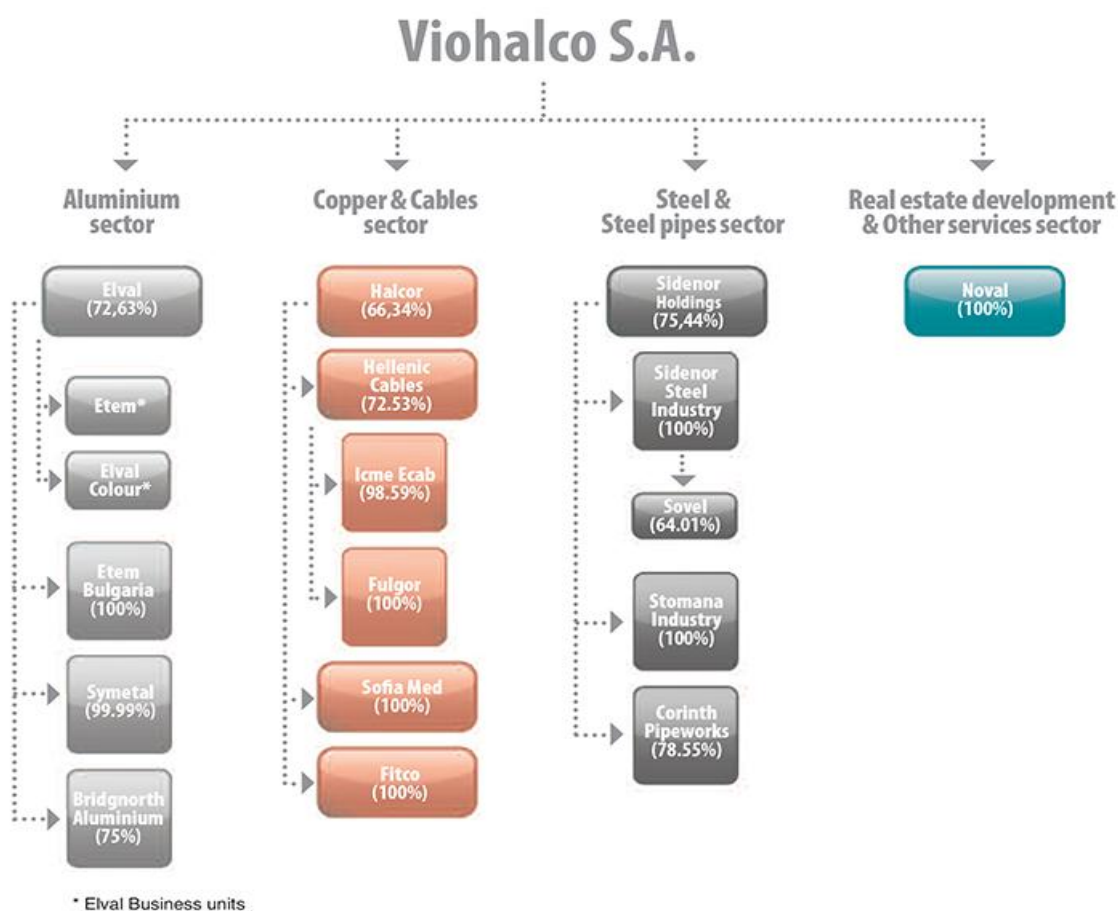 Viohalco S.A.
Aluminium
sector
Elval
(72,63%)
Etem*
Elval
Colour*
Etem
Bulgaria
(100%)
Symetal
(99.99%)
Bridgnorth
Aluminium
(75%)
Copper & Cables
sector
Halcor
(66,34%)
Hellenic
Cables
(72.53%)
Icme Ecab
(98.59%)
Fulgor
(100%)
Sofia Med
(100%)
Fitco
(100%)
Steel &
Steel pipes sector
Sidenor
Holdings
(75,44%)
Sidenor
Steel
Industry
(100%)
Sovel
(64.01%)
Stomana
Industry
(100%)
Corinth
Pipeworks
(78.55%)
Real estate development
& Other services sector
Noval
(100%)
* Elval Business units